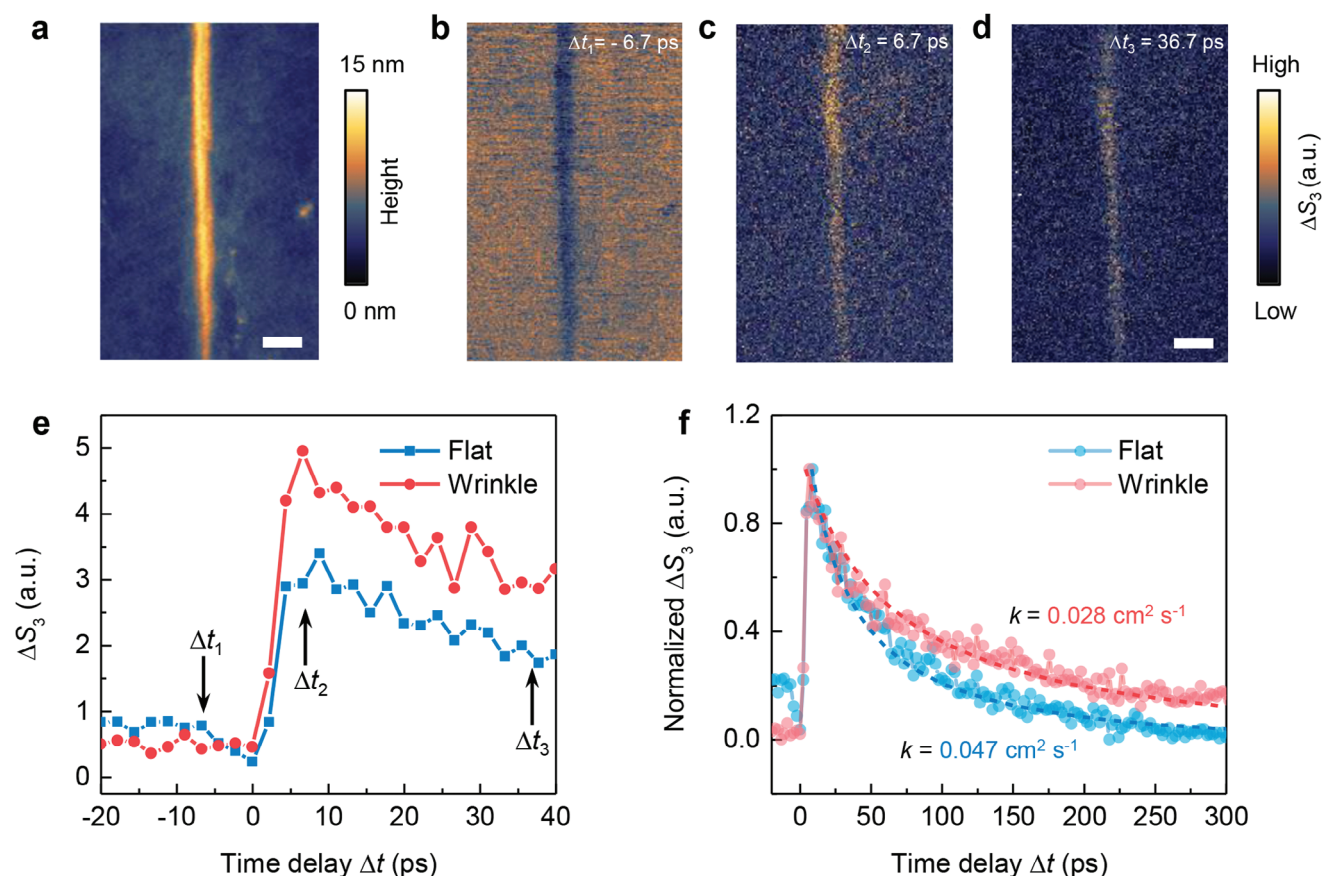 a
15 nm
Height
0 nm
b
Δt₁= - 6.7 ps
c
Δt₂ = 6.7 ps
d
Δt₃ = 36.7 ps
High
ΔS₃ (a.u.)
Low
e
Flat
Wrinkle
Δt₁
Δt₂
Δt₃
ΔS₃ (a.u.)
5
4
3
2
1
0
-20
-10
0
10
20
30
40
Time delay Δt (ps)
f
Flat
Wrinkle
k = 0.028 cm² s⁻¹
k = 0.047 cm² s⁻¹
Normalized ΔS₃ (a.u.)
1.2
0.8
0.4
0.0
0
50
100
150
200
250
300
Time delay Δt (ps)